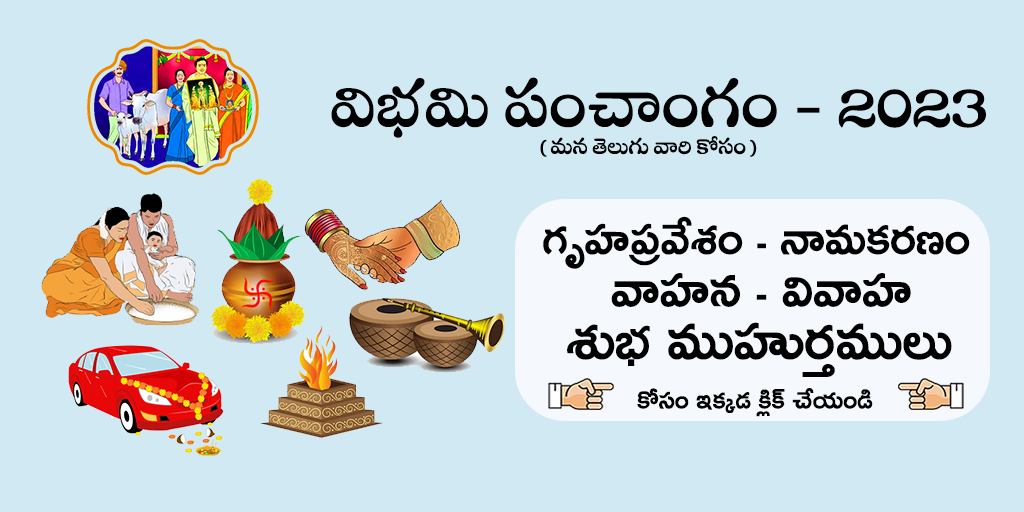 విభమి పంచాంగం - 2023
( మన తెలుగు వారి కోసం )
గృహప్రవేశం - నామకరణం
వాహన - వివాహ
శుభ ముహుర్తములు
కోసం ఇక్కడ క్లిక్ చేయండి